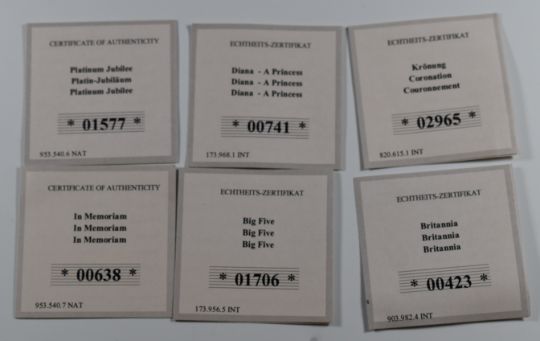 CERTIFICATE OF AUTHENTICITY
Platinum Jubilee
Platin-Jubiläum
Platinum Jubilee
* 01577 *
953.540.6 NAT
ECHTHEITS-ZERTIFIKAT
Diana - A Princess
Diana - A Princess
Diana - A Princess
* 00741 *
173.968.1 INT
ECHTHEITS-ZERTIFIKAT
Krönung
Coronation
Couronnement
* 02965 *
820.615.1 INT
CERTIFICATE OF AUTHENTICITY
In Memoriam
In Memoriam
In Memoriam
* 00638 *
953.540.7 NAT
ECHTHEITS-ZERTIFIKAT
Big Five
Big Five
Big Five
* 01706 *
173.956.5 INT
ECHTHEITS-ZERTIFIKAT
Britannia
Britannia
Britannia
* 00423 *
903.982.4 INT